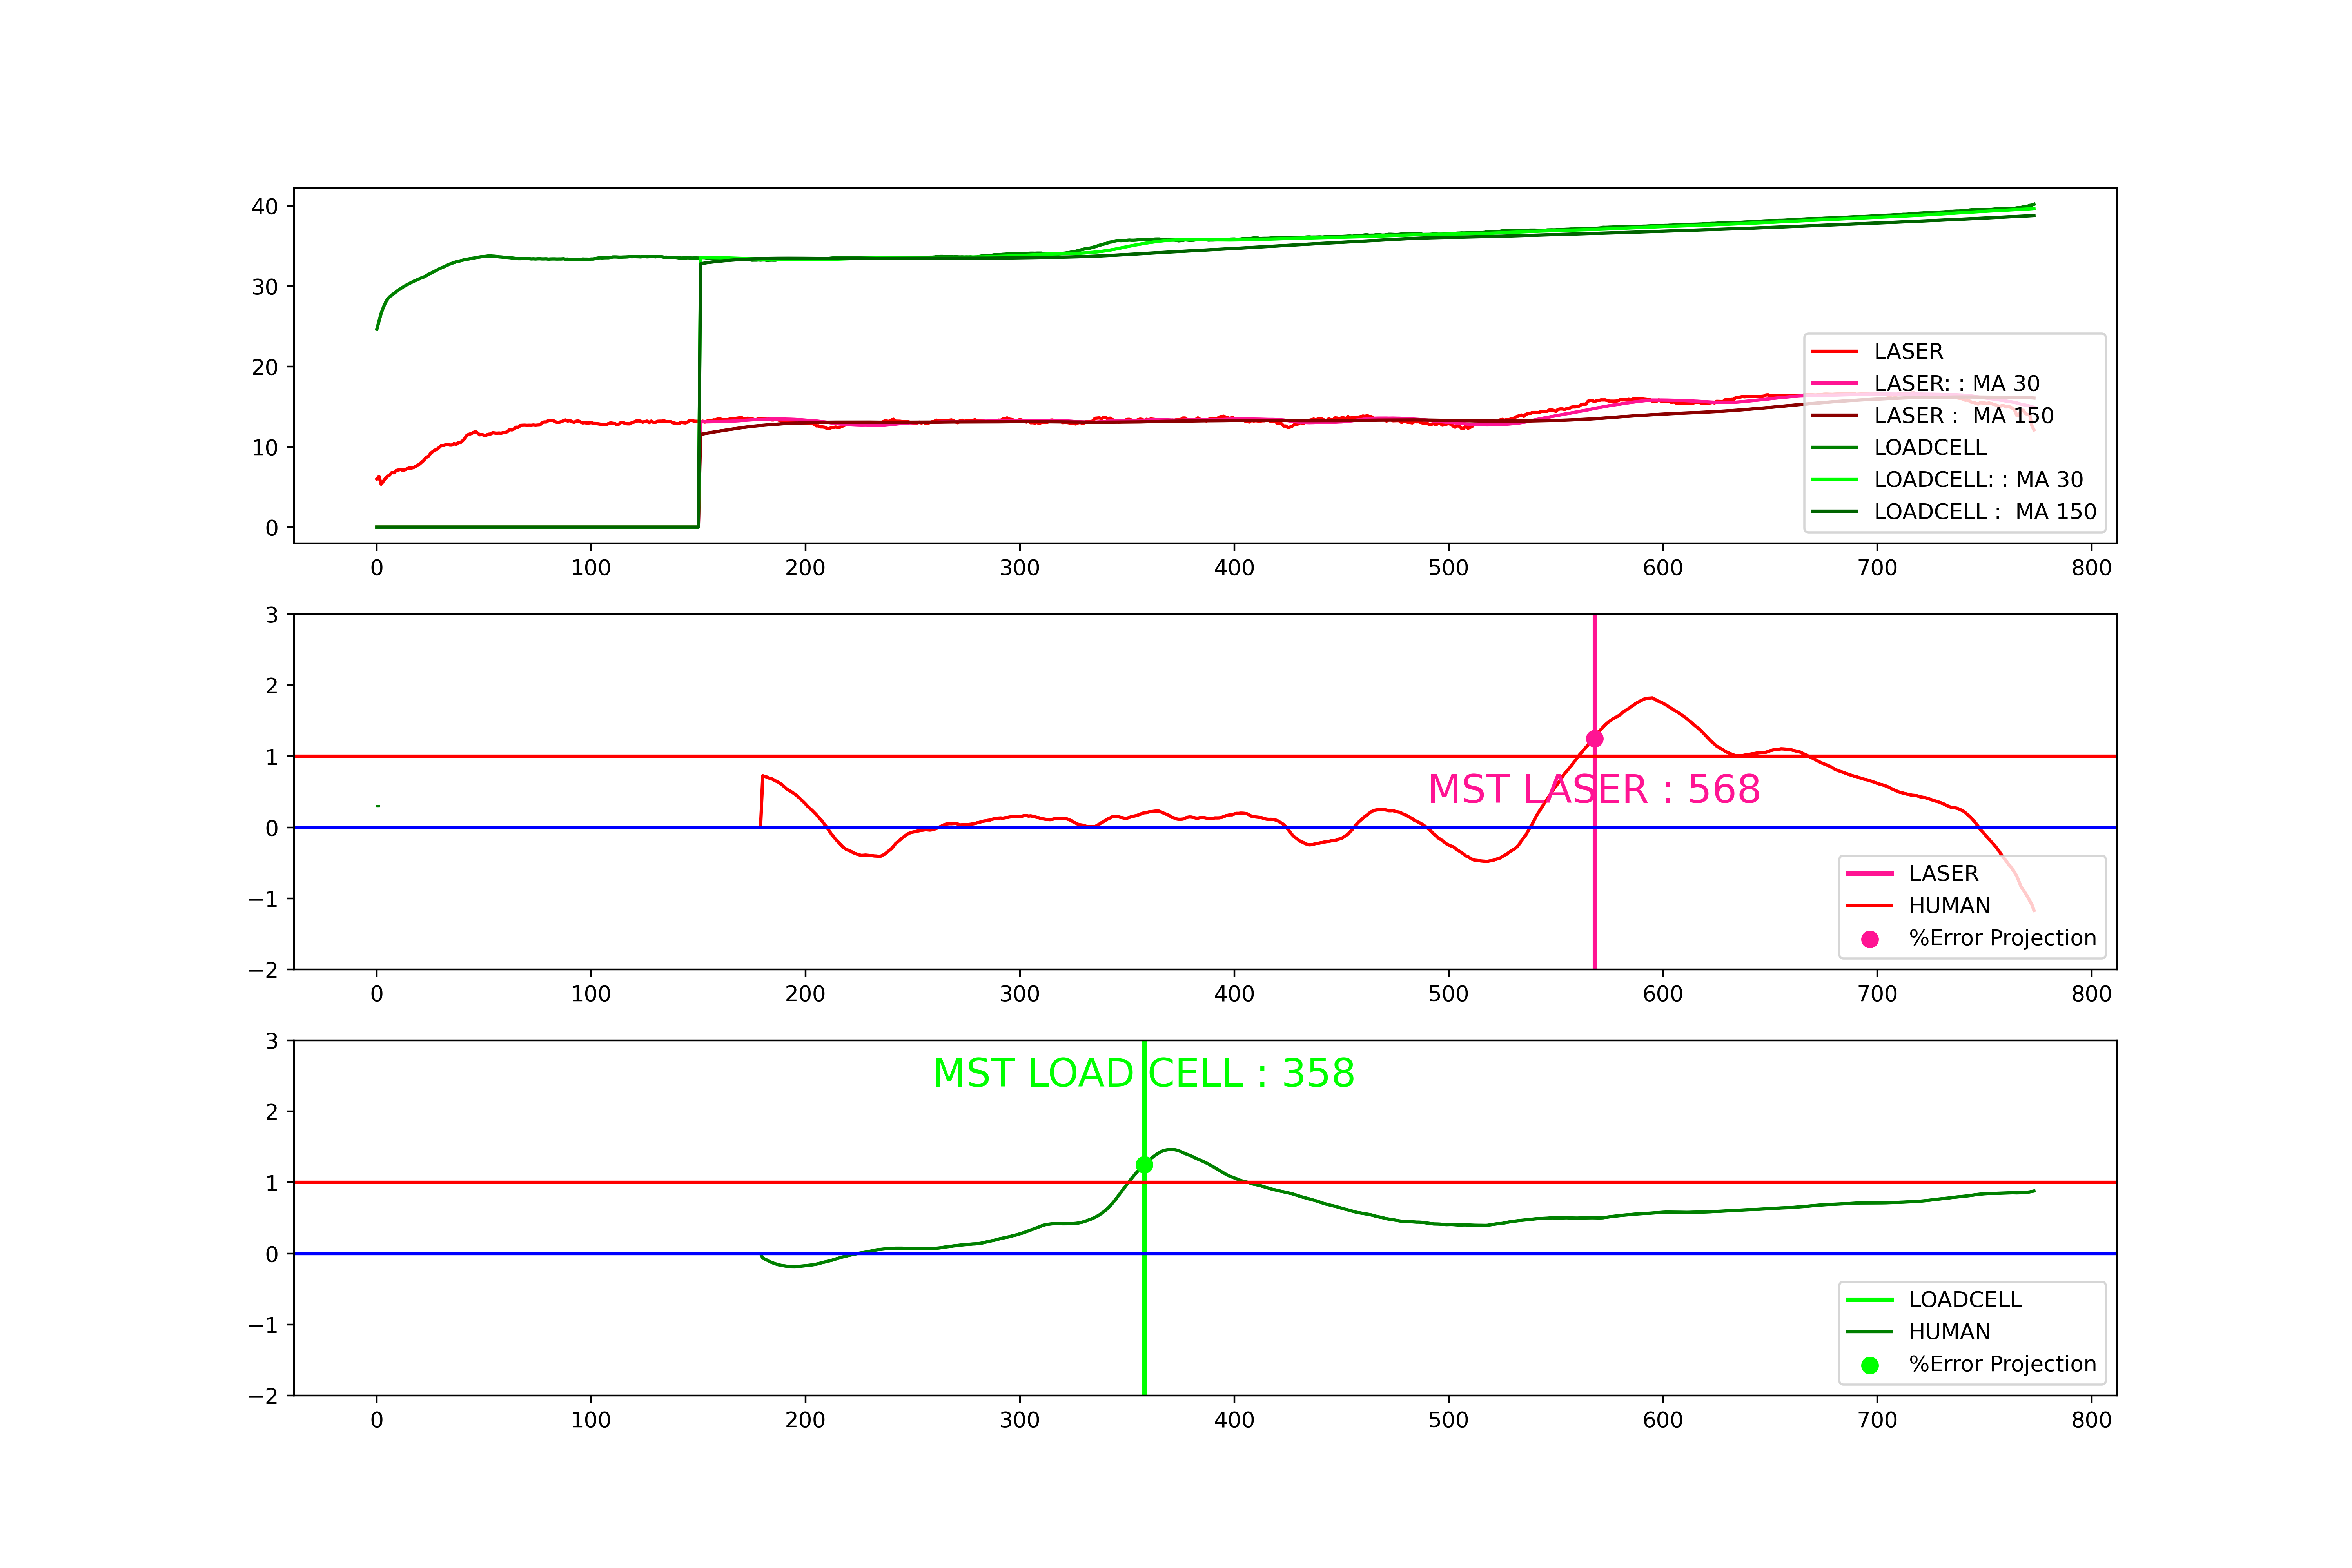 40
30
20
10
0
LASER
LASER: : MA 30
LASER :  MA 150
LOADCELL
LOADCELL: : MA 30
LOADCELL :  MA 150
0 100 200 300 400 500 600 700 800
3
2
1
0
−1
−2
MST LASER : 568
LASER
HUMAN
%Error Projection
0 100 200 300 400 500 600 700 800
3
2
1
0
−1
−2
MST LOAD CELL : 358
LOADCELL
HUMAN
%Error Projection
0 100 200 300 400 500 600 700 800